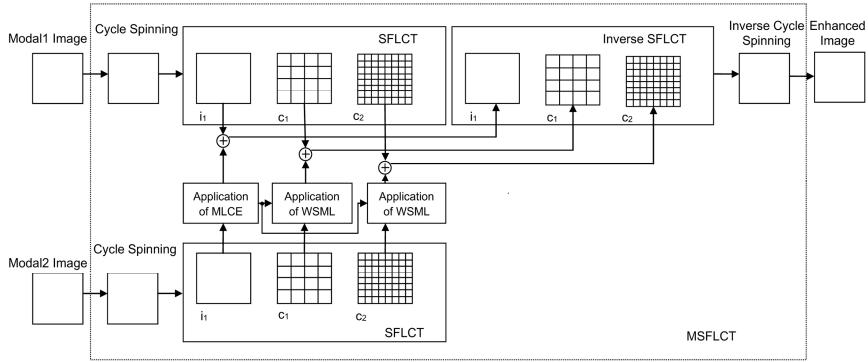 Modal1 Image
Cycle Spinning
SFLCT
i1
c1
c2
Inverse SFLCT
i1
c1
c2
Inverse Cycle
Spinning
Enhanced
Image
Application
of MLCE
Application
of WSML
Application
of WSML
Modal2 Image
Cycle Spinning
i1
c1
c2
SFLCT
MSFLCT